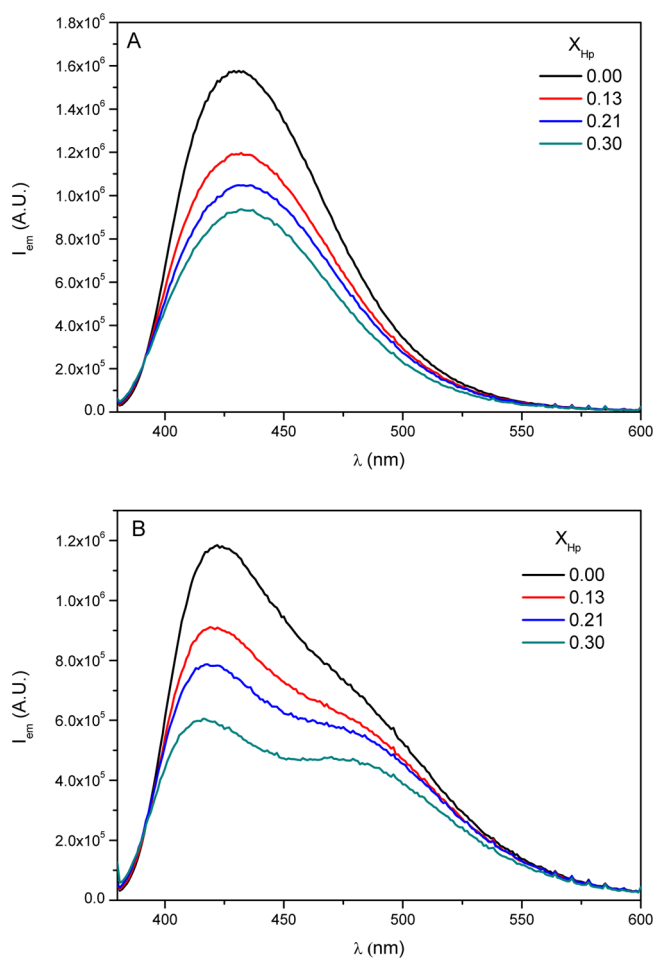 A
X_Hp
0.00
0.13
0.21
0.30
1.8x10^6
1.6x10^6
1.4x10^6
1.2x10^6
1.0x10^6
8.0x10^5
6.0x10^5
4.0x10^5
2.0x10^5
0.0
I_em (A.U.)
400 450 500 550 600
λ (nm)
B
X_Hp
0.00
0.13
0.21
0.30
1.2x10^6
1.0x10^6
8.0x10^5
6.0x10^5
4.0x10^5
2.0x10^5
0.0
I_em (A.U.)
400 450 500 550 600
λ (nm)